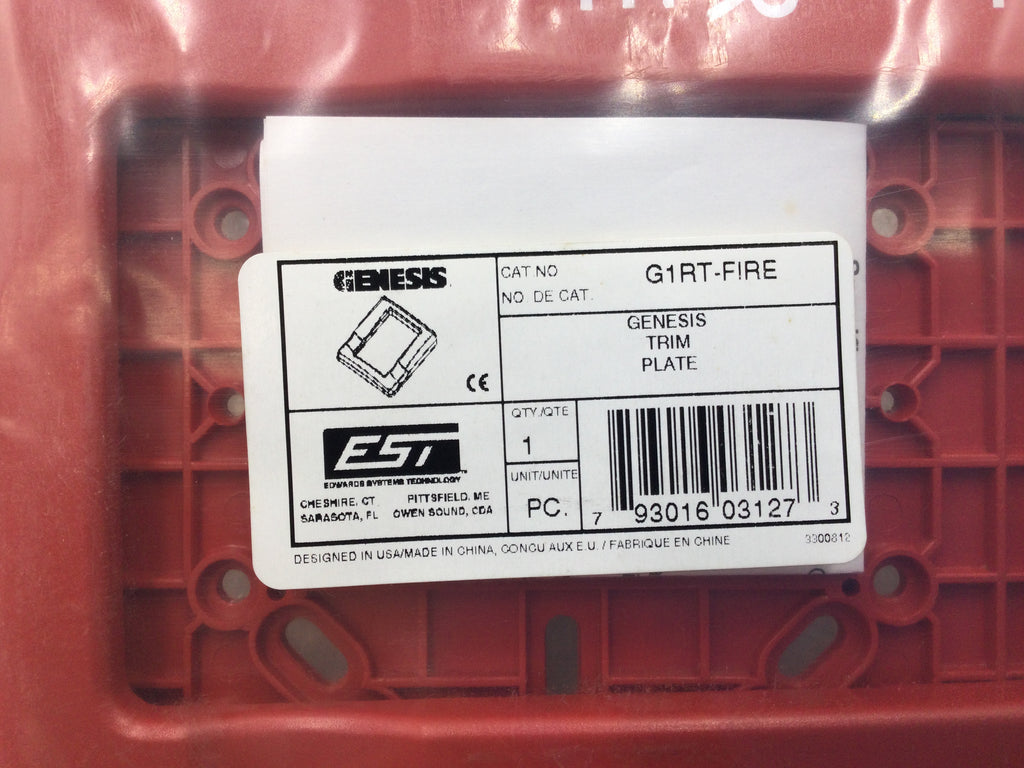 GENESIS
CAT.NO
NO. DE CAT.
G1RT-FIRE
GENESIS
TRIM
PLATE
CE
EST
EDWARDS SYSTEMS TECHNOLOGY
CHESHIRE, CT PITTSFIELD, ME
SARASOTA, FL OWEN SOUND, CDA
QTY./QTE
1
UNIT/UNITE
PC.
7 93016 03127 3
DESIGNED IN USA/MADE IN CHINA, CONCU AUX E.U. / FABRIQUE EN CHINE
3300812